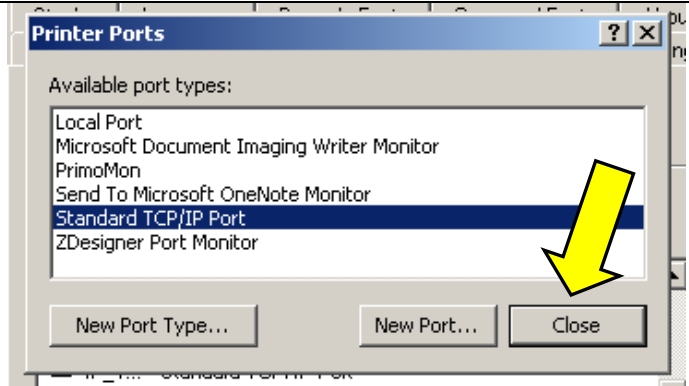 Printer Ports
Available port types:
Local Port
Microsoft Document Imaging Writer Monitor
PrimoMon
Send To Microsoft OneNote Monitor
Standard TCP/IP Port
ZDesigner Port Monitor
New Port Type... New Port... Close